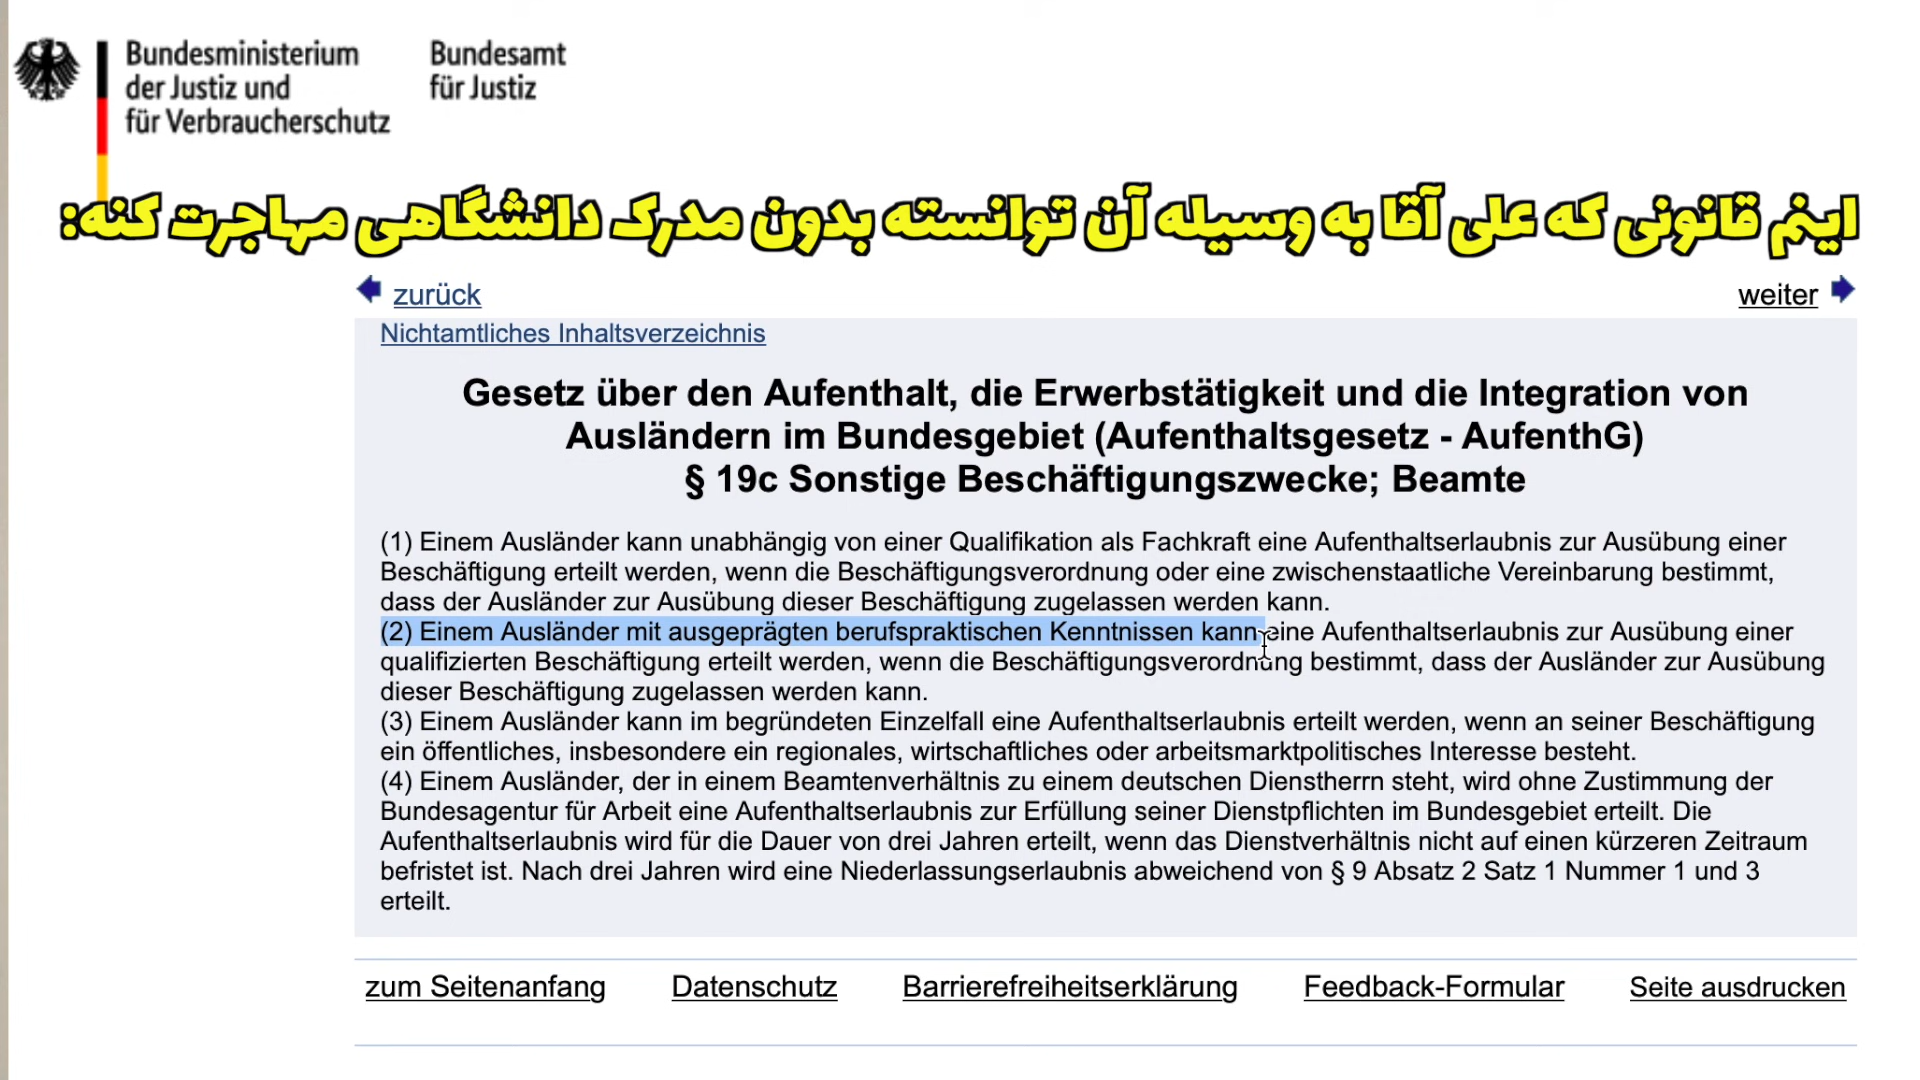 Bundesministerium
der Justiz und
für Verbraucherschutz
Bundesamt
für Justiz
اینم قانونی که علی آقا به وسیله آن توانسته بدون مدرک دانشگاهی مهاجرت کنه:
zurück
weiter
Nichtamtliches Inhaltsverzeichnis
Gesetz über den Aufenthalt, die Erwerbstätigkeit und die Integration von
Ausländern im Bundesgebiet (Aufenthaltsgesetz - AufenthG)
§ 19c Sonstige Beschäftigungszwecke; Beamte
(1) Einem Ausländer kann unabhängig von einer Qualifikation als Fachkraft eine Aufenthaltserlaubnis zur Ausübung einer
Beschäftigung erteilt werden, wenn die Beschäftigungsverordnung oder eine zwischenstaatliche Vereinbarung bestimmt,
dass der Ausländer zur Ausübung dieser Beschäftigung zugelassen werden kann.
(2) Einem Ausländer mit ausgeprägten berufspraktischen Kenntnissen kann eine Aufenthaltserlaubnis zur Ausübung einer
qualifizierten Beschäftigung erteilt werden, wenn die Beschäftigungsverordnung bestimmt, dass der Ausländer zur Ausübung
dieser Beschäftigung zugelassen werden kann.
(3) Einem Ausländer kann im begründeten Einzelfall eine Aufenthaltserlaubnis erteilt werden, wenn an seiner Beschäftigung
ein öffentliches, insbesondere ein regionales, wirtschaftliches oder arbeitsmarktpolitisches Interesse besteht.
(4) Einem Ausländer, der in einem Beamtenverhältnis zu einem deutschen Dienstherrn steht, wird ohne Zustimmung der
Bundesagentur für Arbeit eine Aufenthaltserlaubnis zur Erfüllung seiner Dienstpflichten im Bundesgebiet erteilt. Die
Aufenthaltserlaubnis wird für die Dauer von drei Jahren erteilt, wenn das Dienstverhältnis nicht auf einen kürzeren Zeitraum
befristet ist. Nach drei Jahren wird eine Niederlassungserlaubnis abweichend von § 9 Absatz 2 Satz 1 Nummer 1 und 3
erteilt.
zum Seitenanfang
Datenschutz
Barrierefreiheitserklärung
Feedback-Formular
Seite ausdrucken